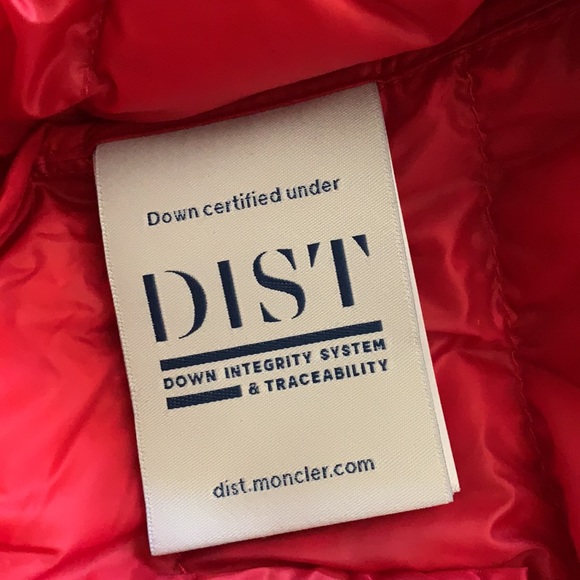 Down certified under
DIST
DOWN INTEGRITY SYSTEM
& TRACEABILITY
dist.moncler.com